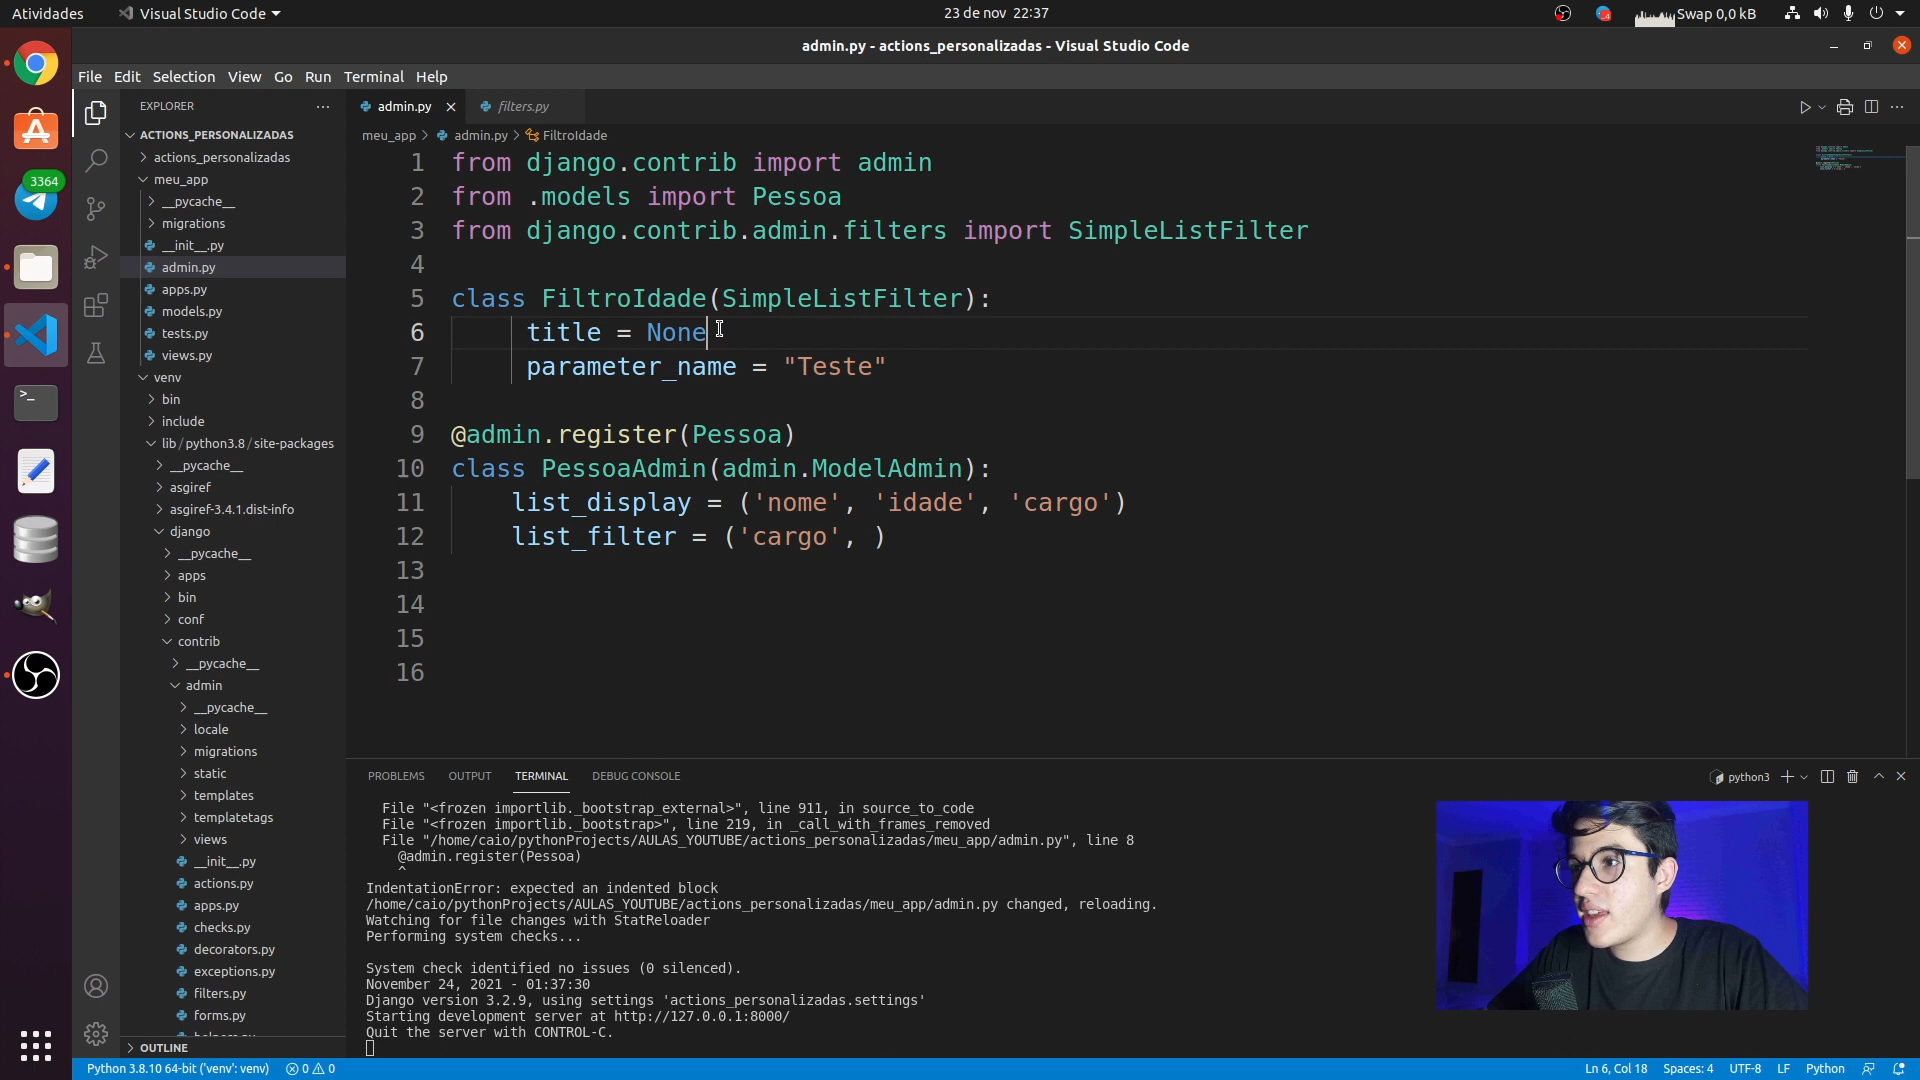 Atividades
Visual Studio Code
23 de nov 22:37
4
Swap 0,0 kB
admin.py - actions_personalizadas - Visual Studio Code
File Edit Selection View Go Run Terminal Help
3364
>_
EXPLORER
ACTIONS_PERSONALIZADAS
actions_personalizadas
meu_app
__pycache__
migrations
__init__.py
admin.py
apps.py
models.py
tests.py
views.py
venv
bin
include
lib / python3.8 / site-packages
__pycache__
asgiref
asgiref-3.4.1.dist-info
django
__pycache__
apps
bin
conf
contrib
__pycache__
admin
__pycache__
locale
migrations
static
templates
templatetags
views
__init__.py
actions.py
apps.py
checks.py
decorators.py
exceptions.py
filters.py
forms.py
helpers.py
OUTLINE
admin.py
filters.py
meu_app > admin.py > FiltroIdade
1 from django.contrib import admin
2 from .models import Pessoa
3 from django.contrib.admin.filters import SimpleListFilter
4
5 class FiltroIdade(SimpleListFilter):
6 title = None
7 parameter_name = "Teste"
8
9 @admin.register(Pessoa)
10 class PessoaAdmin(admin.ModelAdmin):
11 list_display = ('nome', 'idade', 'cargo')
12 list_filter = ('cargo', )
13
14
15
16
PROBLEMS OUTPUT TERMINAL DEBUG CONSOLE
python3
File "<frozen importlib._bootstrap_external>", line 911, in source_to_code
File "<frozen importlib._bootstrap>", line 219, in _call_with_frames_removed
File "/home/caio/pythonProjects/AULAS_YOUTUBE/actions_personalizadas/meu_app/admin.py", line 8
@admin.register(Pessoa)
^
IndentationError: expected an indented block
/home/caio/pythonProjects/AULAS_YOUTUBE/actions_personalizadas/meu_app/admin.py changed, reloading.
Watching for file changes with StatReloader
Performing system checks...
System check identified no issues (0 silenced).
November 24, 2021 - 01:37:30
Django version 3.2.9, using settings 'actions_personalizadas.settings'
Starting development server at http://127.0.0.1:8000/
Quit the server with CONTROL-C.
Python 3.8.10 64-bit ('venv': venv)
0 0
Ln 6, Col 18
Spaces: 4
UTF-8
LF
Python